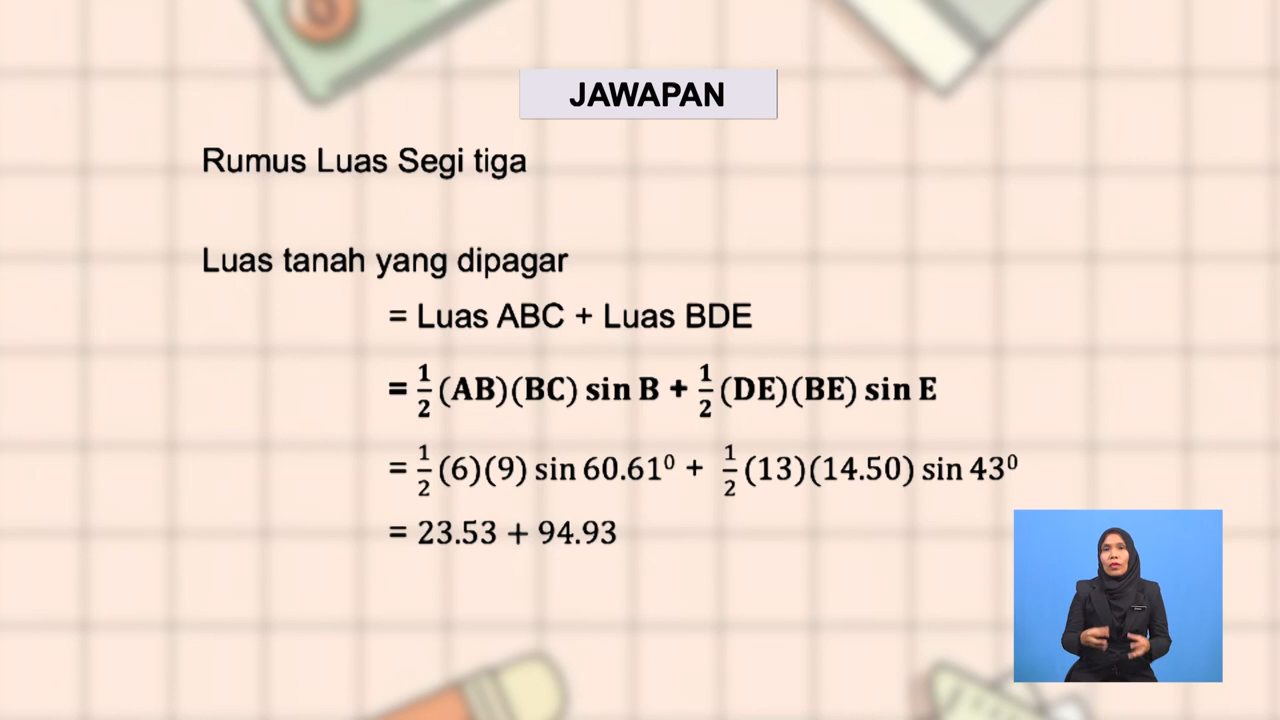 JAWAPAN
Rumus Luas Segi tiga
Luas tanah yang dipagar
= Luas ABC + Luas BDE
= 1/2 (AB)(BC) sin B + 1/2 (DE)(BE) sin E
= 1/2 (6)(9) sin 60.61⁰ + 1/2 (13)(14.50) sin 43⁰
= 23.53 + 94.93